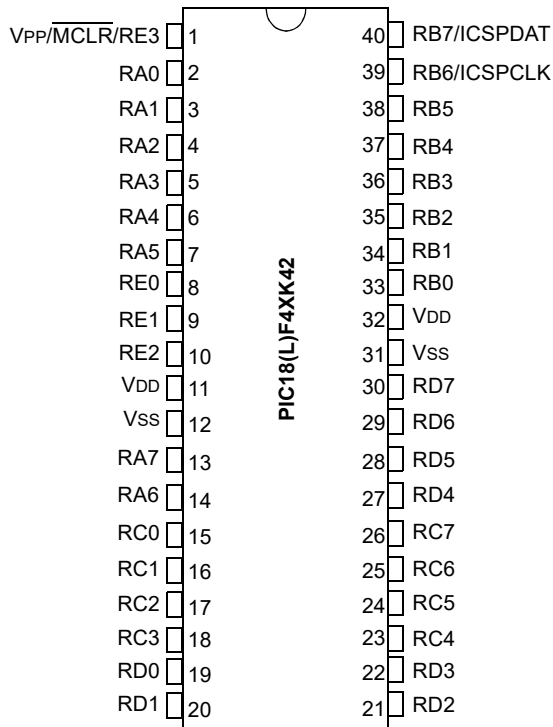 VPP/MCLR/RE3 1 40 RB7/ICSPDAT
RA0 2 39 RB6/ICSPCLK
RA1 3 38 RB5
RA2 4 37 RB4
RA3 5 36 RB3
RA4 6 35 RB2
RA5 7 34 RB1
RE0 8 33 RB0
RE1 9 32 VDD
RE2 10 31 VSS
VDD 11 30 RD7
VSS 12 29 RD6
RA7 13 28 RD5
RA6 14 27 RD4
RC0 15 26 RC7
RC1 16 25 RC6
RC2 17 24 RC5
RC3 18 23 RC4
RD0 19 22 RD3
RD1 20 21 RD2
PIC18(L)F4XK42